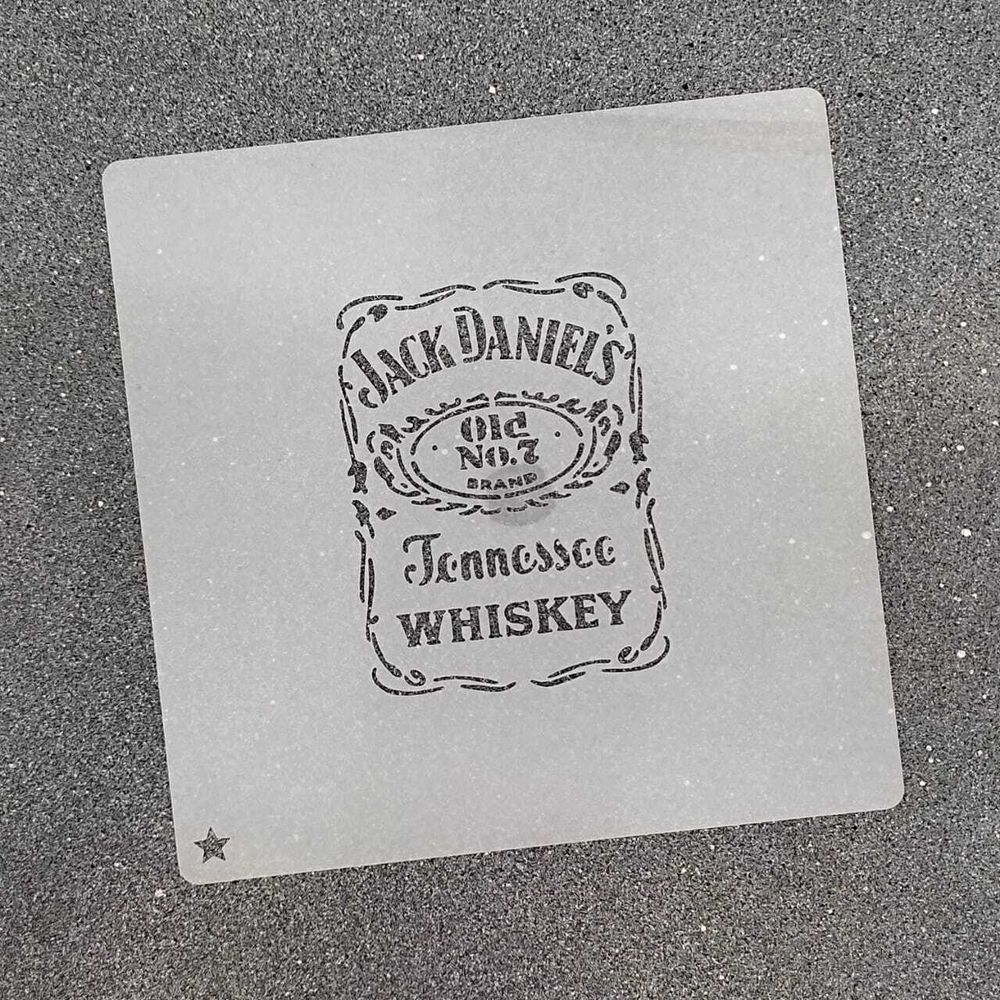 JACK DANIEL'S
Old
No.7
BRAND
Tennessee
WHISKEY